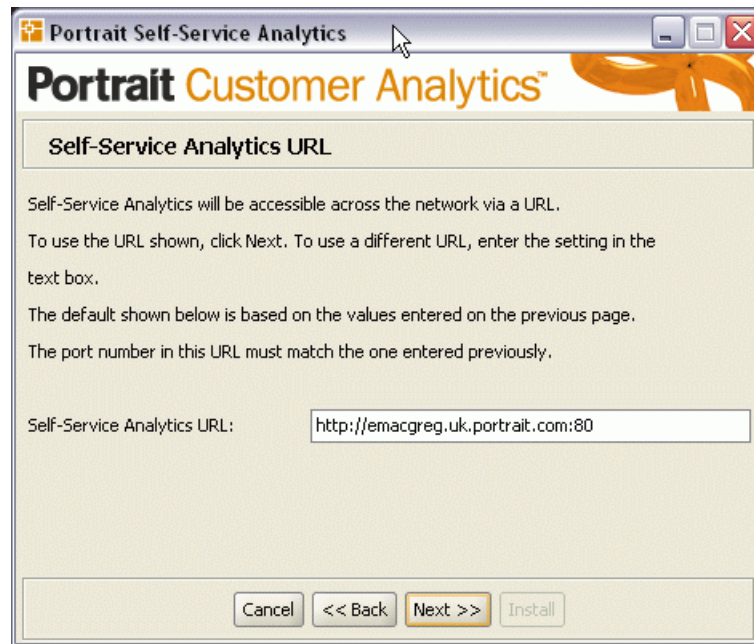 Portrait Self-Service Analytics
Portrait Customer Analytics™
Self-Service Analytics URL
Self-Service Analytics will be accessible across the network via a URL.
To use the URL shown, click Next. To use a different URL, enter the setting in the
text box.
The default shown below is based on the values entered on the previous page.
The port number in this URL must match the one entered previously.
Self-Service Analytics URL: http://emacgreg.uk.portrait.com:80
Cancel << Back Next >> Install